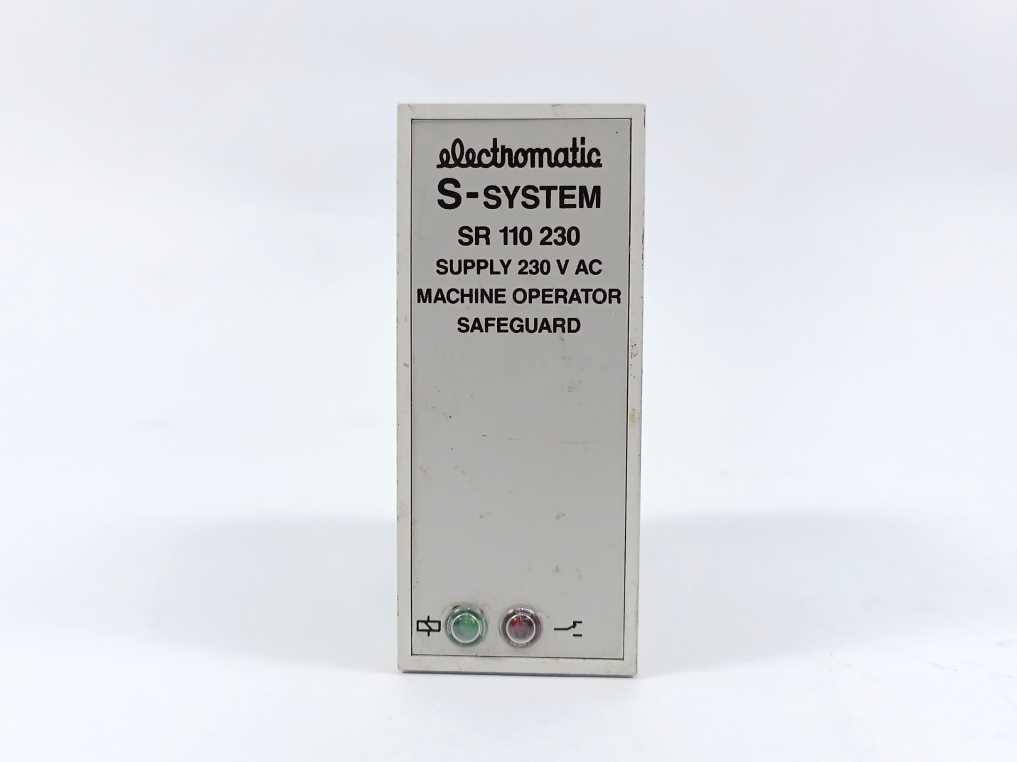 electromatic
S-SYSTEM
SR 110 230
SUPPLY 230 V AC
MACHINE OPERATOR
SAFEGUARD